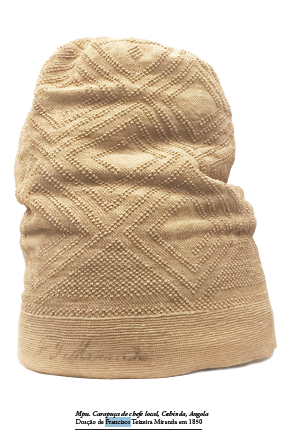 Mpu. Carapuça de chefe local, Cabinda, Angola
Doação de Francisco Teixeira Miranda em 1850